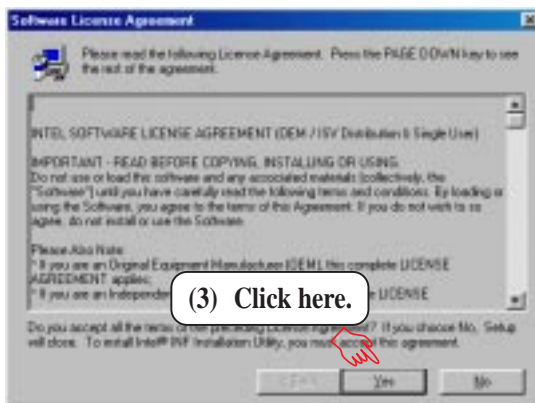 Software License Agreement
Please read the following License Agreement. Press the PAGE DOWN key to see
the rest of the agreement.
INTEL SOFTWARE LICENSE AGREEMENT (OEM / ISV Distribution & Single User)
IMPORTANT - READ BEFORE COPYING, INSTALLING OR USING.
Do not use or load this software and any associated materials (collectively, the
"Software") until you have carefully read the following terms and conditions. By loading or
using the Software, you agree to the terms of this Agreement. If you do not wish to so
agree, do not install or use the Software.
Please Also Note:
* If you are an Original Equipment Manufacturer (OEM), this complete LICENSE
AGREEMENT applies;
* If you are an Independent LICENSE
(3) Click here.
Do you accept all the terms of the preceding License Agreement? If you choose No, Setup
will close. To install Intel® INF Installation Utility, you must accept this agreement.
< Back
Yes
No